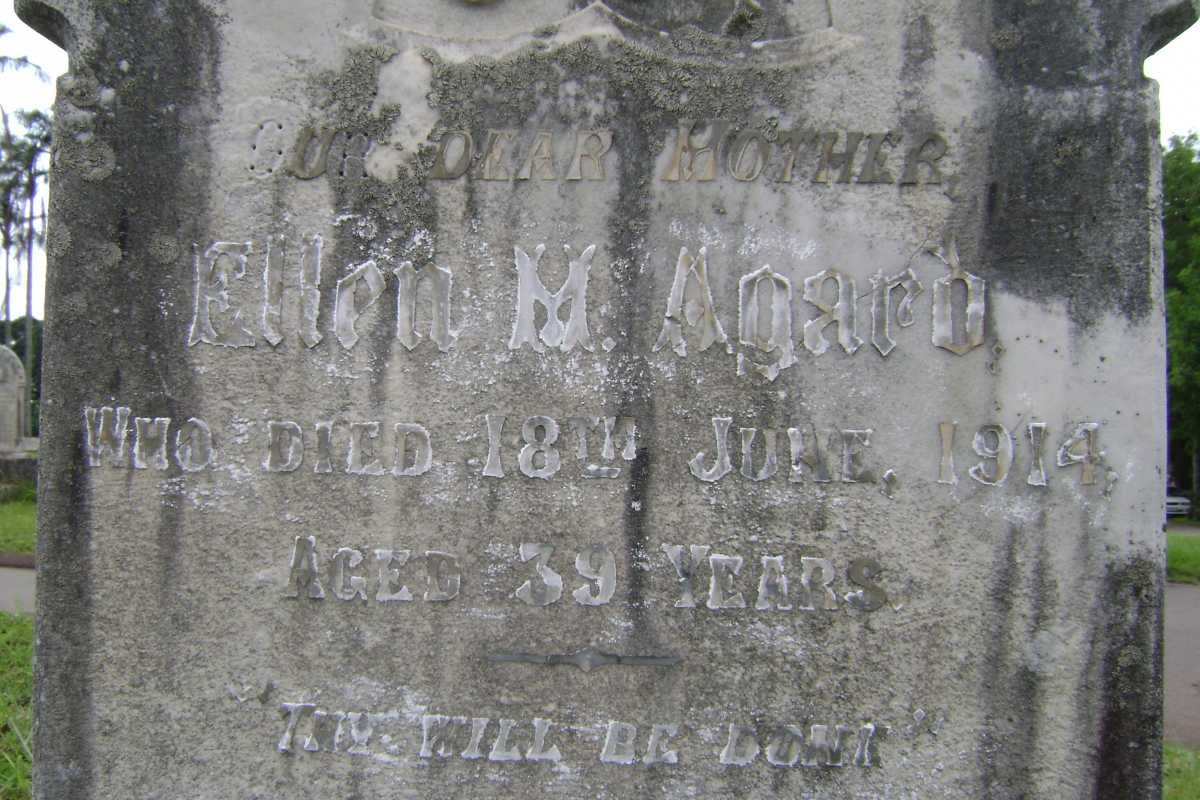 OUR DEAR MOTHER,
Ellen M. Agard,
WHO DIED 18TH JUNE, 1914,
AGED 39 YEARS.
"THY WILL BE DONE"